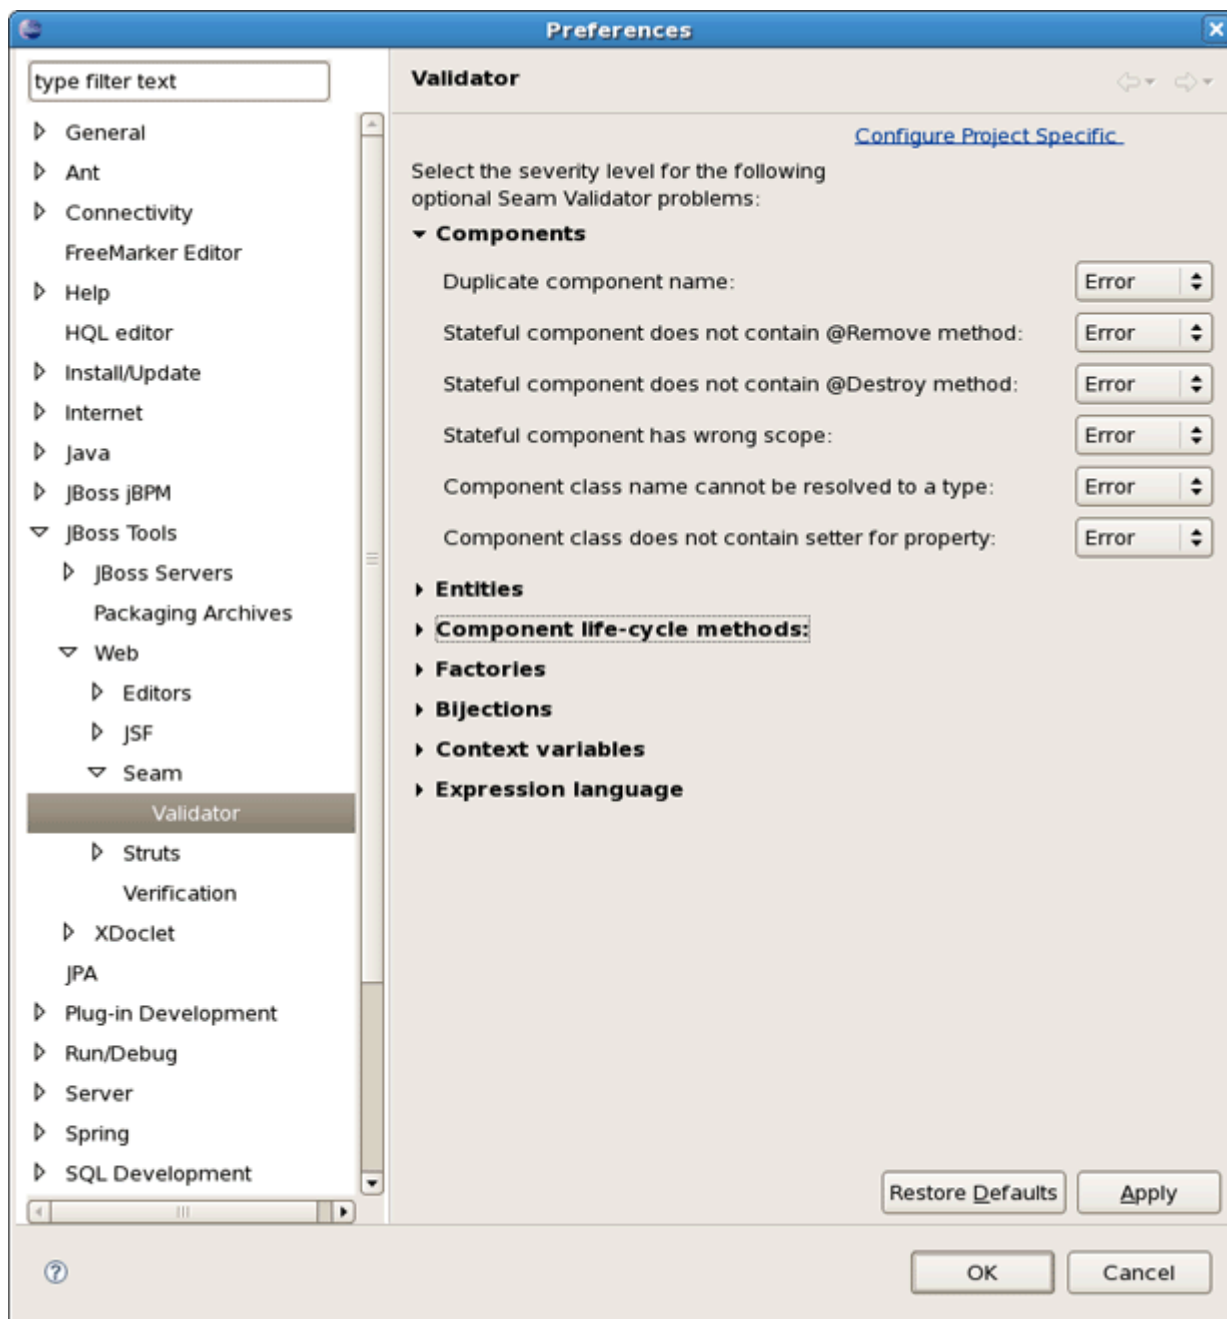 Preferences
type filter text
General
Ant
Connectivity
FreeMarker Editor
Help
HQL editor
Install/Update
Internet
Java
JBoss jBPM
JBoss Tools
JBoss Servers
Packaging Archives
Web
Editors
JSF
Seam
Validator
Struts
Verification
XDoclet
JPA
Plug-in Development
Run/Debug
Server
Spring
SQL Development
Validator
Configure Project Specific
Select the severity level for the following
optional Seam Validator problems:
Components
Duplicate component name: Error
Stateful component does not contain @Remove method: Error
Stateful component does not contain @Destroy method: Error
Stateful component has wrong scope: Error
Component class name cannot be resolved to a type: Error
Component class does not contain setter for property: Error
Entities
Component life-cycle methods:
Factories
Bijections
Context variables
Expression language
Restore Defaults Apply
? OK Cancel